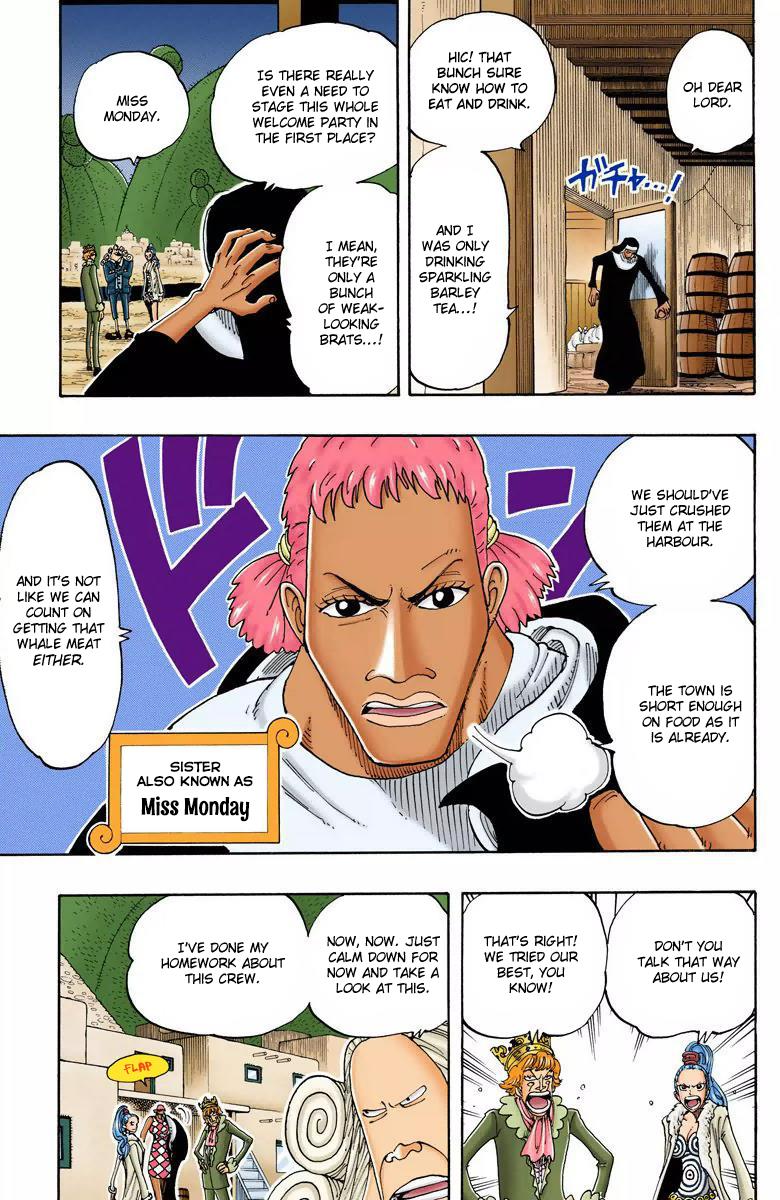 OH DEAR
LORD.
HIC! THAT
BUNCH SURE
KNOW HOW TO
EAT AND DRINK.
ガチャ…!
AND I
WAS ONLY
DRINKING
SPARKLING
BARLEY
TEA...!
IS THERE REALLY
EVEN A NEED TO
STAGE THIS WHOLE
WELCOME PARTY IN
THE FIRST PLACE?
I MEAN,
THEY'RE
ONLY A
BUNCH
OF WEAK-
LOOKING
BRATS...!
MISS
MONDAY.
WE SHOULD'VE
JUST CRUSHED
THEM AT THE
HARBOUR.
THE TOWN IS
SHORT ENOUGH
ON FOOD AS IT
IS ALREADY.
ドン
AND IT'S NOT
LIKE WE CAN
COUNT ON
GETTING THAT
WHALE MEAT
EITHER.
SISTER
ALSO KNOWN AS
Miss Monday
DON'T YOU
TALK THAT WAY
ABOUT US!
THAT'S RIGHT!
WE TRIED OUR
BEST, YOU
KNOW!
NOW, NOW. JUST
CALM DOWN FOR
NOW AND TAKE A
LOOK AT THIS.
I'VE DONE MY
HOMEWORK ABOUT
THIS CREW.
FLAP